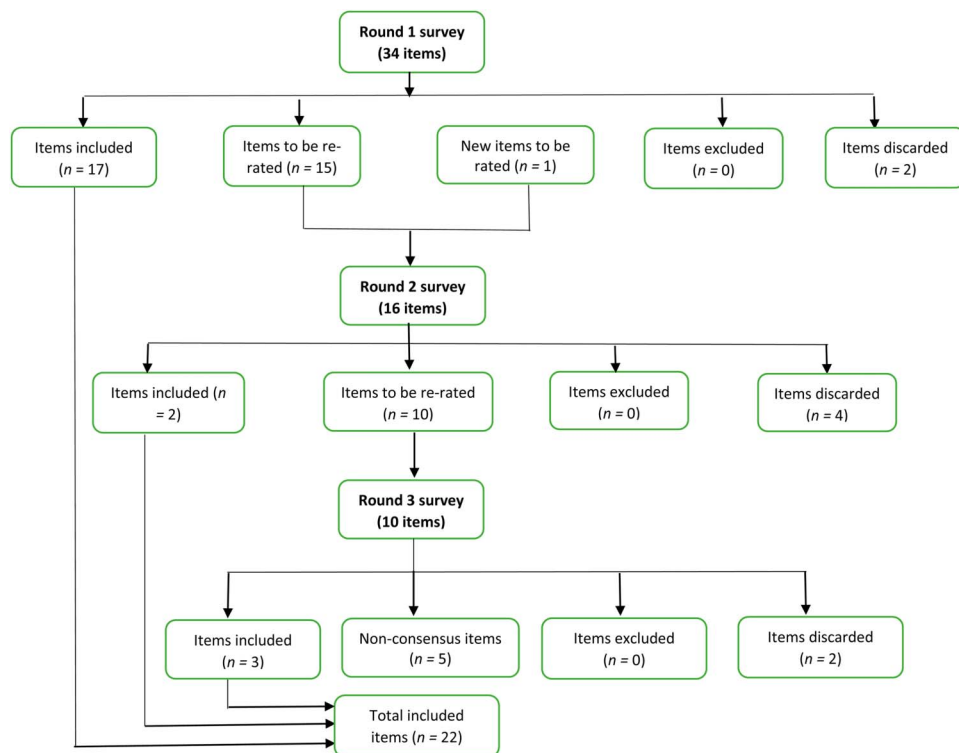 Round 1 survey
(34 items)
Items included
(n = 17)
Items to be re-
rated (n = 15)
New items to be
rated (n = 1)
Items excluded
(n = 0)
Items discarded
(n = 2)
Round 2 survey
(16 items)
Items included (n
= 2)
Items to be re-rated
(n = 10)
Items excluded
(n = 0)
Items discarded
(n = 4)
Round 3 survey
(10 items)
Items included
(n = 3)
Non-consensus items
(n = 5)
Items excluded
(n = 0)
Items discarded
(n = 2)
Total included
items (n = 22)